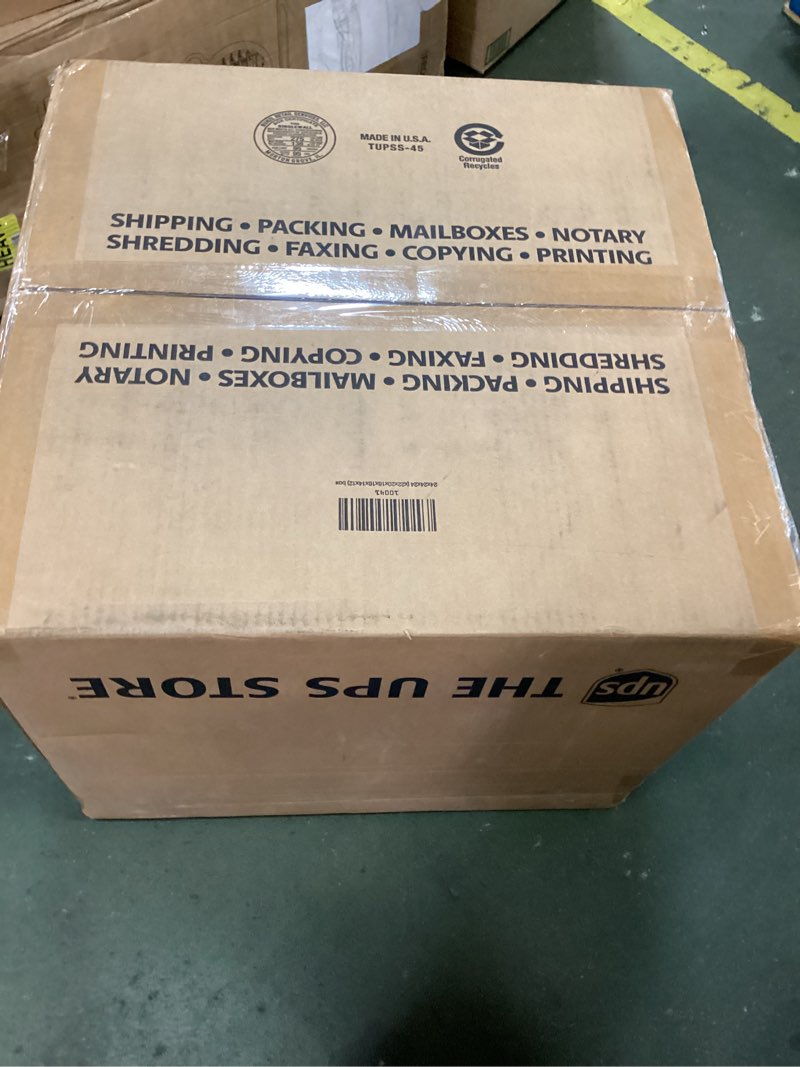 MADE IN U.S.A.
TUPSS-45
Corrugated
Recycles
SHIPPING • PACKING • MAILBOXES • NOTARY
SHREDDING • FAXING • COPYING • PRINTING
SHIPPING • PACKING • MAILBOXES • NOTARY
SHREDDING • FAXING • COPYING • PRINTING
10041
ups THE UPS STORE®